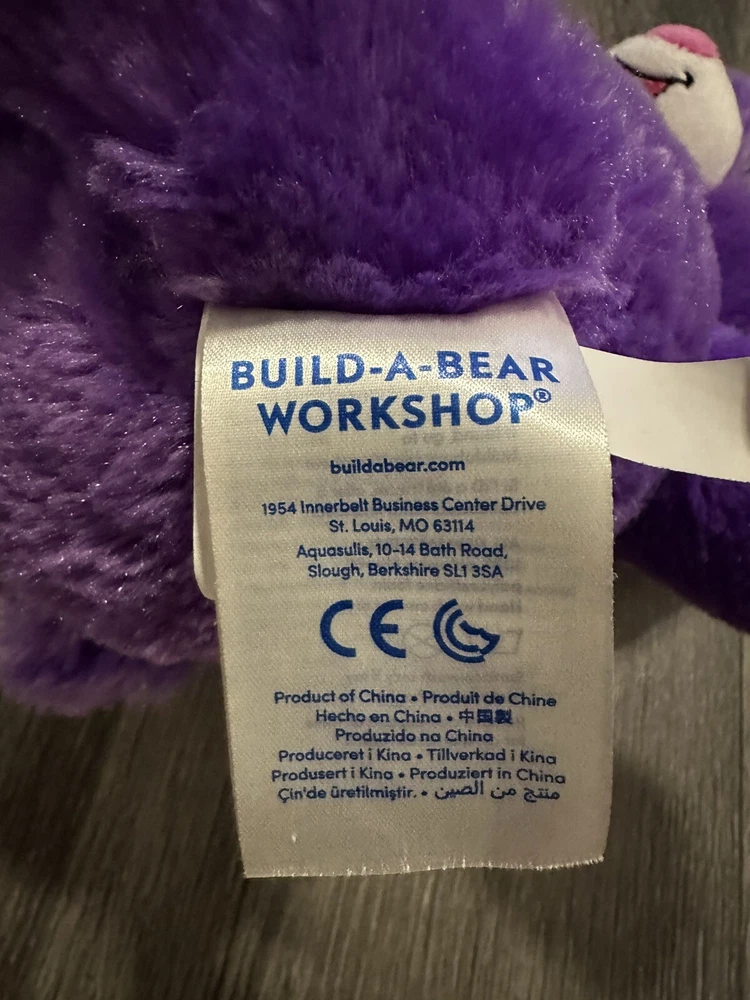 BUILD-A-BEAR
WORKSHOP®
buildabear.com
1954 Innerbelt Business Center Drive
St. Louis, MO 63114
Aquasulis, 10-14 Bath Road,
Slough, Berkshire SL1 3SA
CE
Product of China • Produit de Chine
Hecho en China • 中国製
Produzido na China
Produceret i Kina • Tillverkad i Kina
Produsert i Kina • Produziert in China
Çin'de üretilmiştir. • منتج من الصين